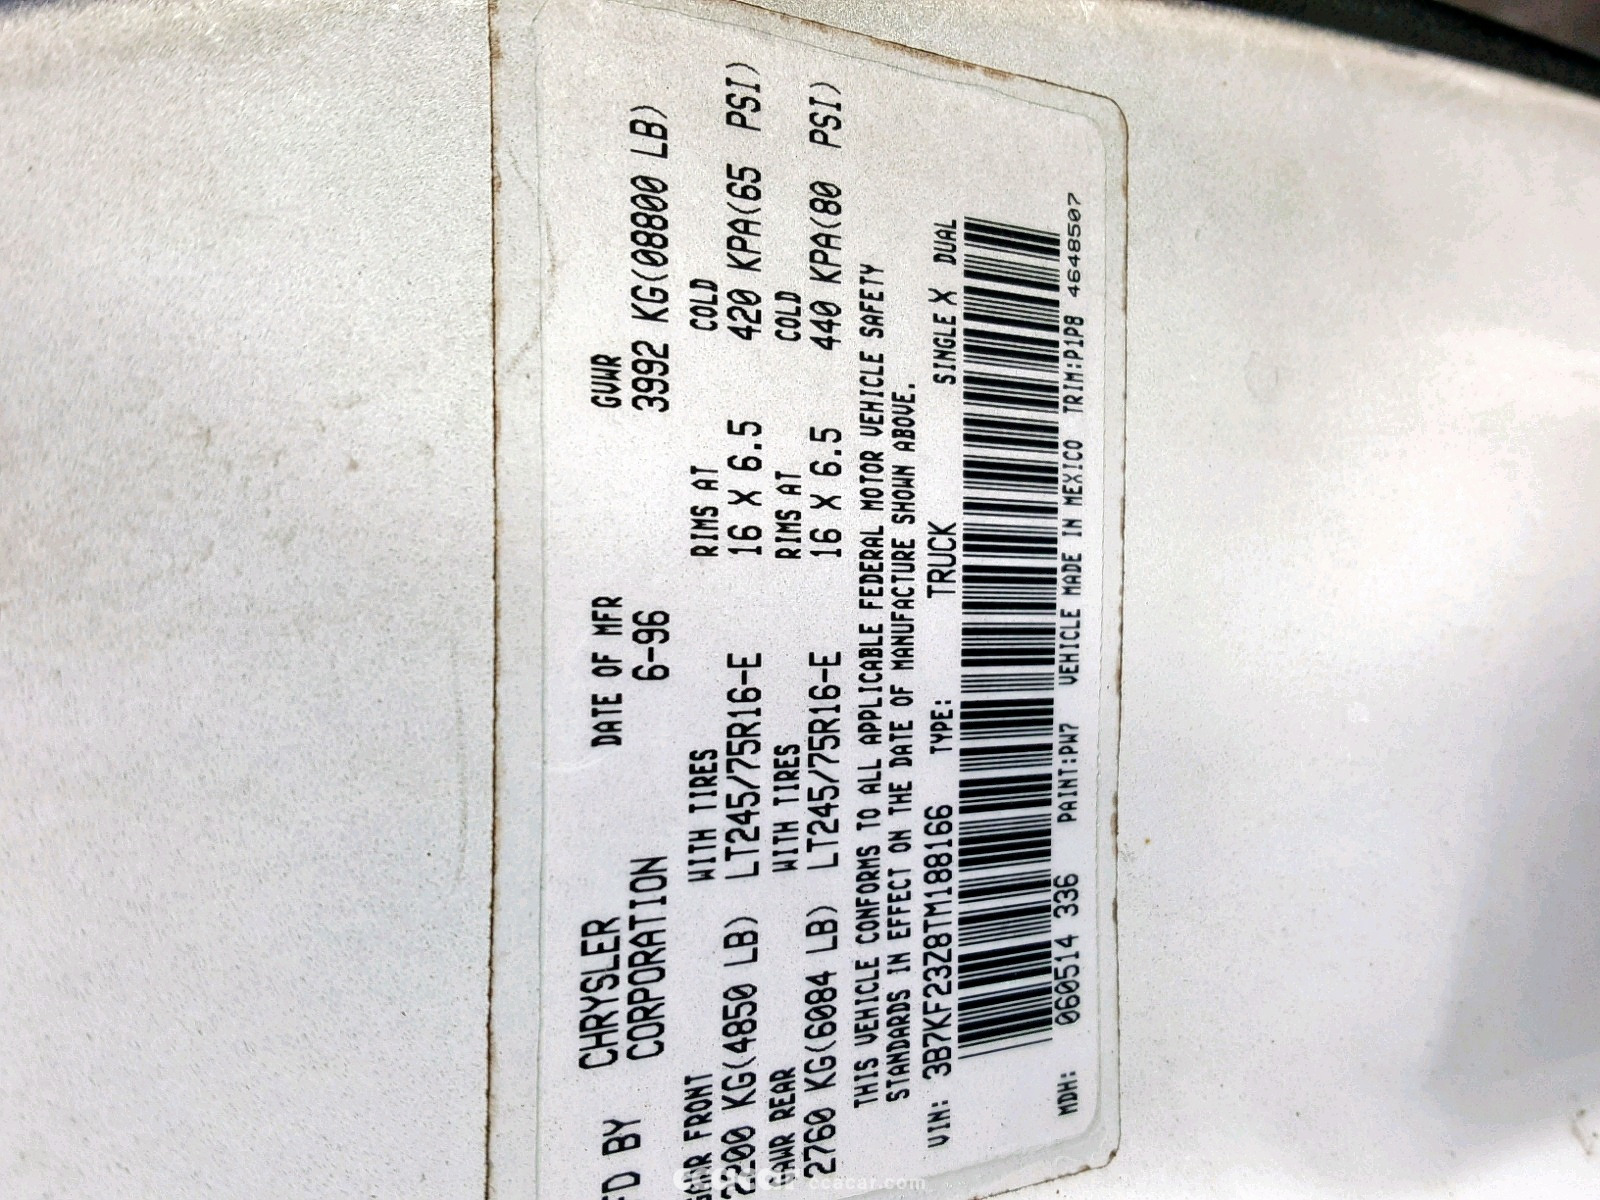 FD BY CHRYSLER CORPORATION DATE OF MFR 6-96 GVWR 3992 KG(08800 LB)
GAWR FRONT WITH TIRES RIMS AT COLD
2200 KG(4850 LB) LT245/75R16-E 16 X 6.5 420 KPA(65 PSI)
GAWR REAR WITH TIRES RIMS AT COLD
2760 KG(6084 LB) LT245/75R16-E 16 X 6.5 440 KPA(80 PSI)
THIS VEHICLE CONFORMS TO ALL APPLICABLE FEDERAL MOTOR VEHICLE SAFETY
STANDARDS IN EFFECT ON THE DATE OF MANUFACTURE SHOWN ABOVE.
VIN: 3B7KF23Z8TM188166 TYPE: TRUCK SINGLE X DUAL
MDH: 060514 336 PAINT:PW7 VEHICLE MADE IN MEXICO TRIM:P1P8 4648507
ccacar.com